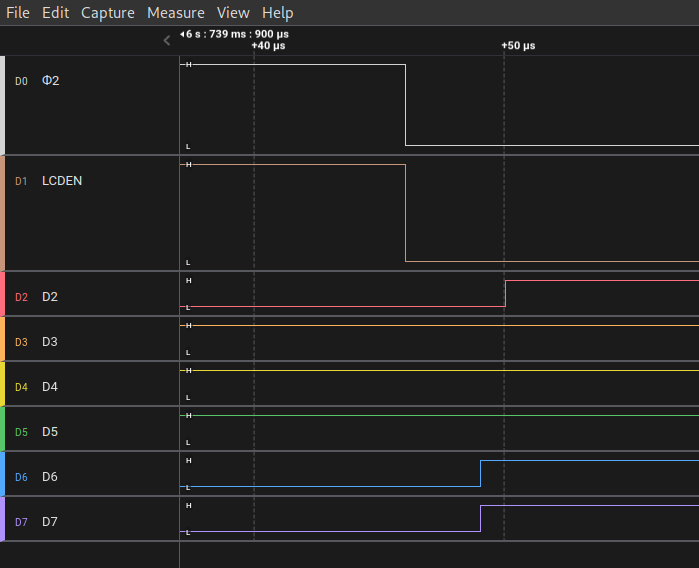 File Edit Capture Measure View Help
6 s : 739 ms : 900 µs
+40 µs +50 µs
D0 Φ2 H
L
D1 LCDEN H
L
H
D2 D2 L
H
D3 D3
L
H
D4 D4
L
H
D5 D5
L
H
D6 D6
L
H
D7 D7
L